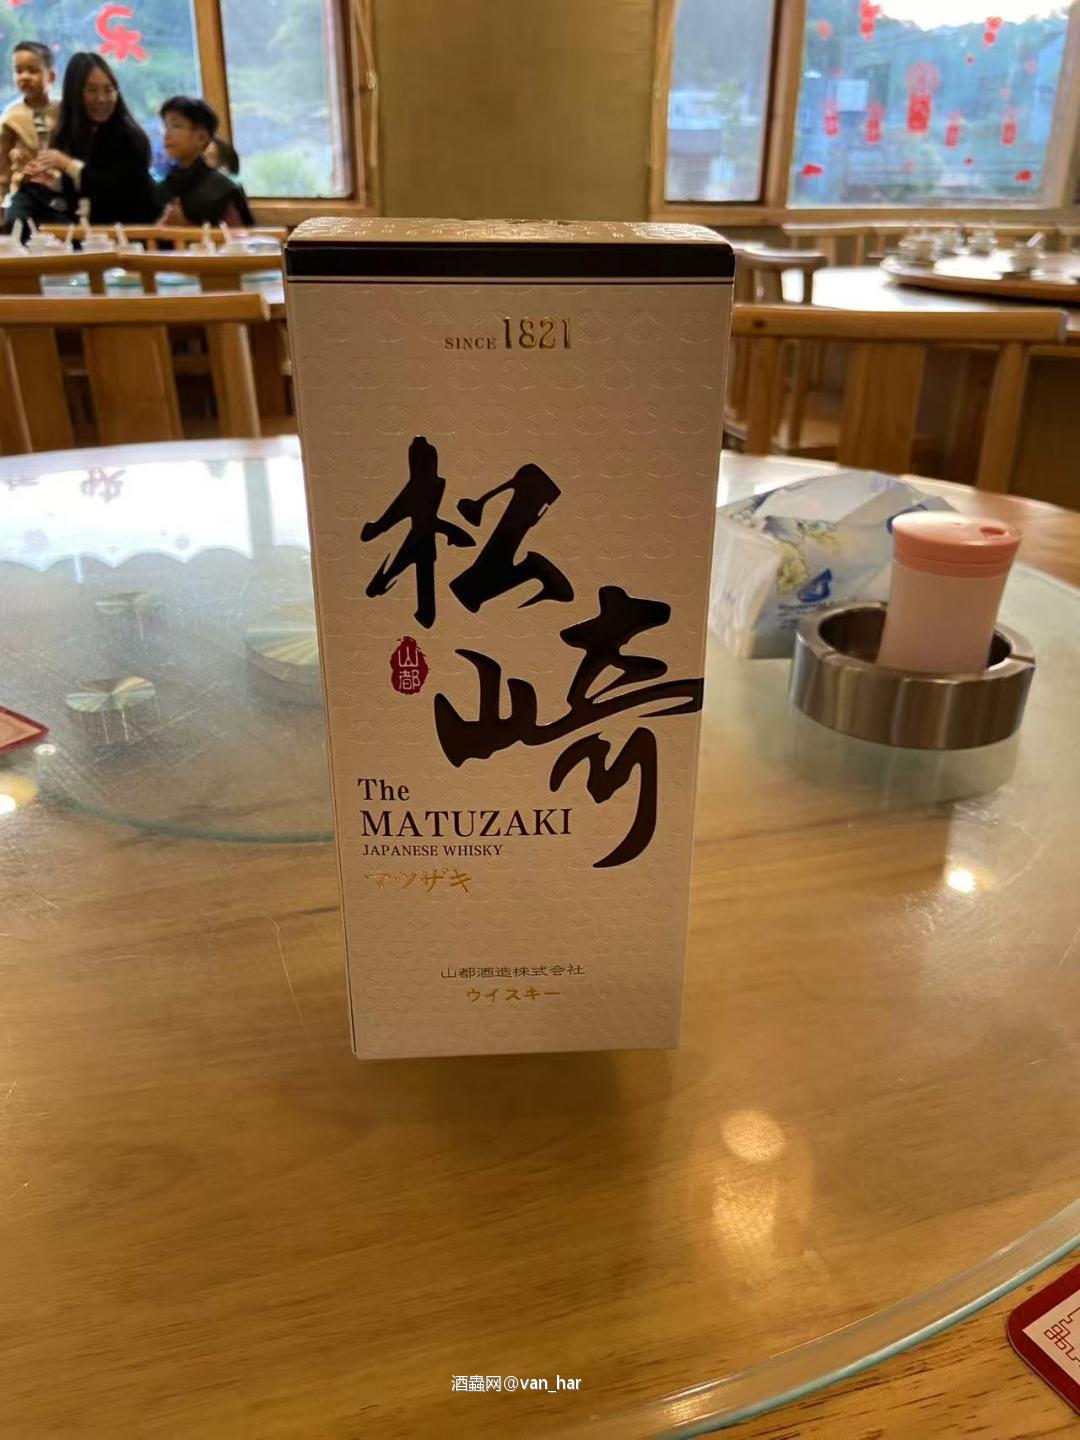 SINCE 1821
松崎
山都
The
MATUZAKI
JAPANESE WHISKY
マツザキ
山都酒造株式会社
ウイスキー
酒蟲网@van_har